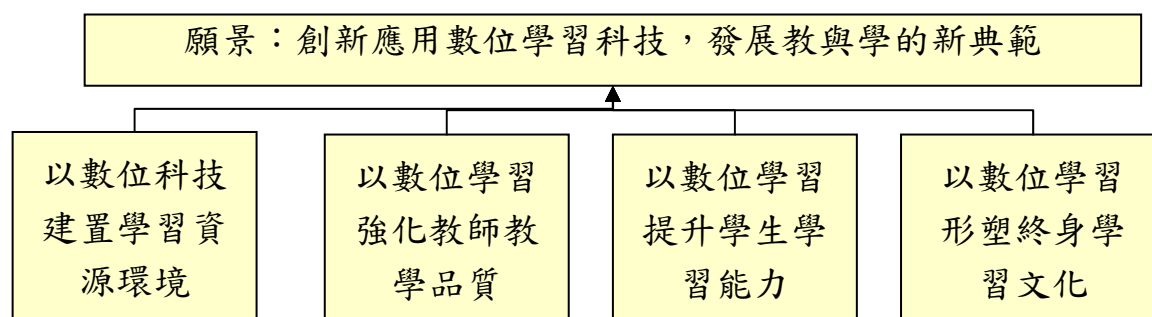 願景：創新應用數位學習科技，發展教與學的新典範
以數位科技
建置學習資
源環境
以數位學習
強化教師教
學品質
以數位學習
提升學生學
習能力
以數位學習
形塑終身學
習文化